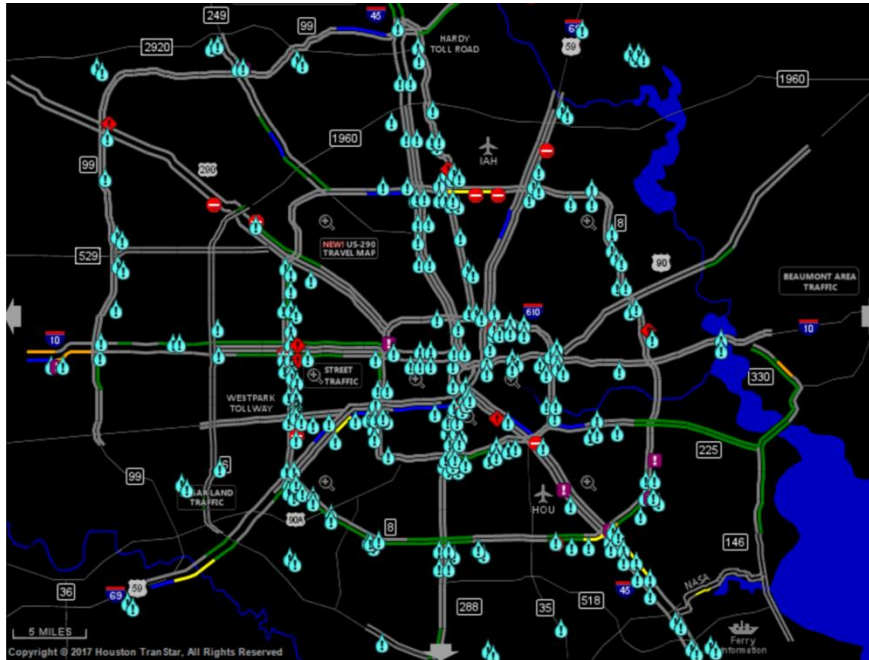 249
99
45
69
59
2920
HARDY
TOLL ROAD
1960
1960
IAH
99
290
8
529
NEW! US-290
TRAVEL MAP
90
BEAUMONT AREA
TRAFFIC
10
610
10
STREET
TRAFFIC
330
WESTPARK
TOLLWAY
225
99
6
TRAFFIC
HOU
90A
8
146
NASA
36
59
69
288
35
518
45
5 MILES
Ferry
Information
Copyright © 2017 Houston TranStar, All Rights Reserved